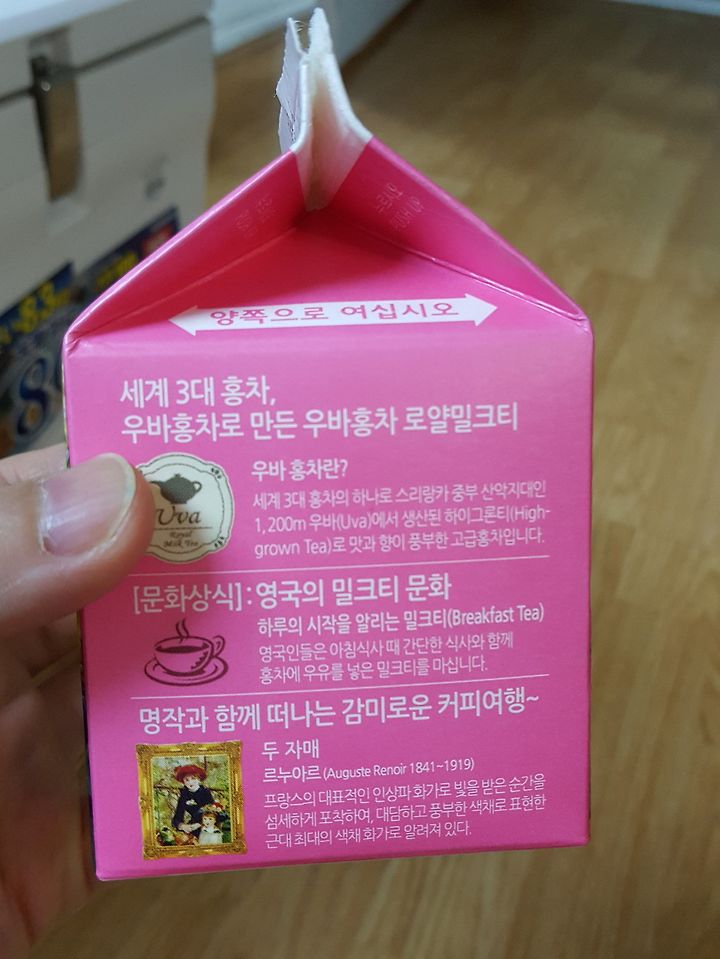 양쪽으로 여십시오
세계 3대 홍차,
우바홍차로 만든 우바홍차 로얄밀크티
Uva
Royal
Milk Tea
우바 홍차란?
세계 3대 홍차의 하나로 스리랑카 중부 산악지대인
1,200m 우바(Uva)에서 생산된 하이그론티(High-
grown Tea)로 맛과 향이 풍부한 고급홍차입니다.
[문화상식] : 영국의 밀크티 문화
하루의 시작을 알리는 밀크티(Breakfast Tea)
영국인들은 아침식사 때 간단한 식사와 함께
홍차에 우유를 넣은 밀크티를 마십니다.
명작과 함께 떠나는 감미로운 커피여행~
두 자매
르누아르 (Auguste Renoir 1841~1919)
프랑스의 대표적인 인상파 화가로 빛을 받은 순간을
섬세하게 포착하여, 대담하고 풍부한 색채로 표현한
근대 최대의 색채 화가로 알려져 있다.